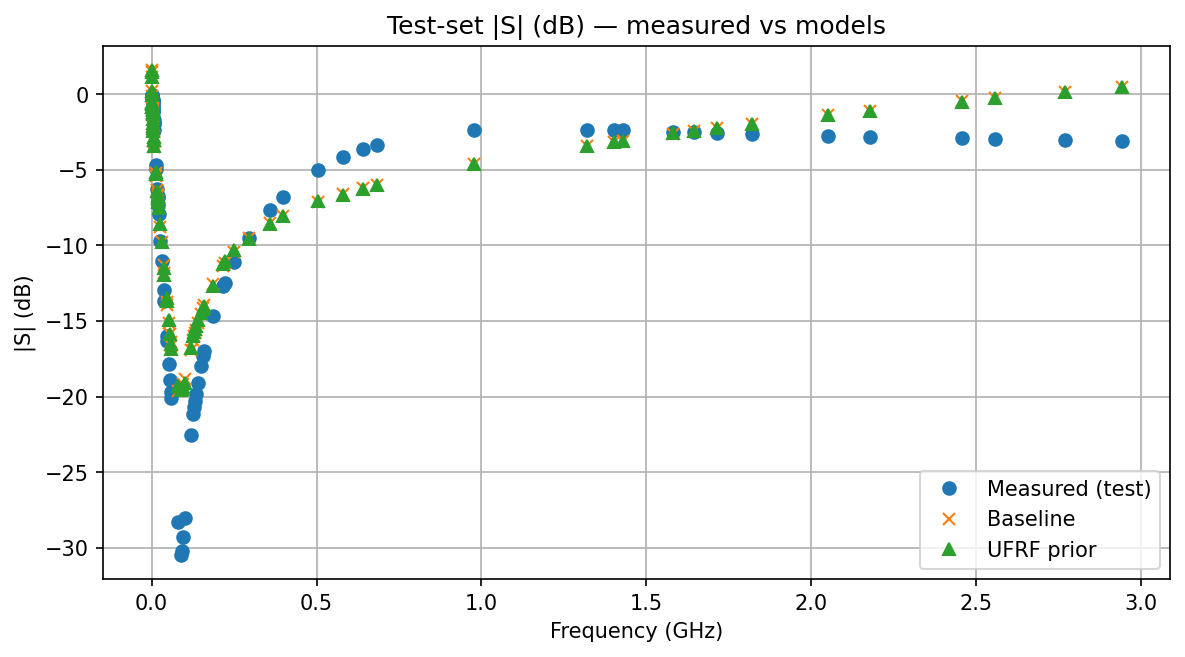 Test-set |S| (dB) — measured vs models
|S| (dB)
0
−5
−10
−15
−20
−25
−30
0.0 0.5 1.0 1.5 2.0 2.5 3.0
Frequency (GHz)
Measured (test)
Baseline
UFRF prior